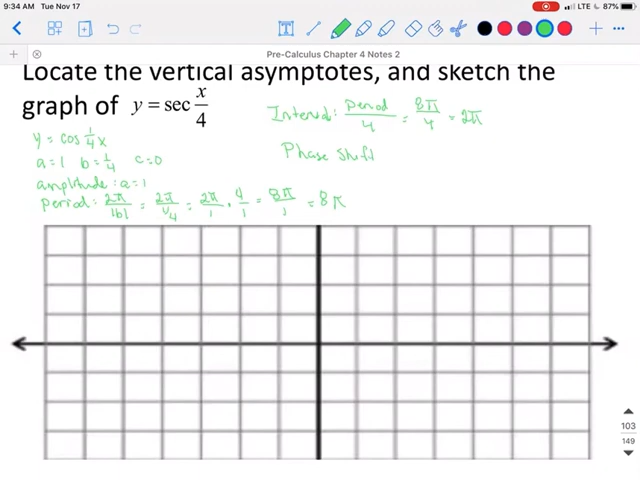 9:34 AM Tue Nov 17
LTE 87%
Pre-Calculus Chapter 4 Notes 2
Locate the vertical asymptotes, and sketch the
graph of y = sec x/4
Interval: Period/4 = 8π/4 = 2π
y = cos 1/4 x
a = 1 b = 1/4 c = 0
Phase Shift
amplitude: a = 1
Period: 2π/|b| = 2π/1/4 = 2π/1 · 4/1 = 8π/1 = 8π
103
149